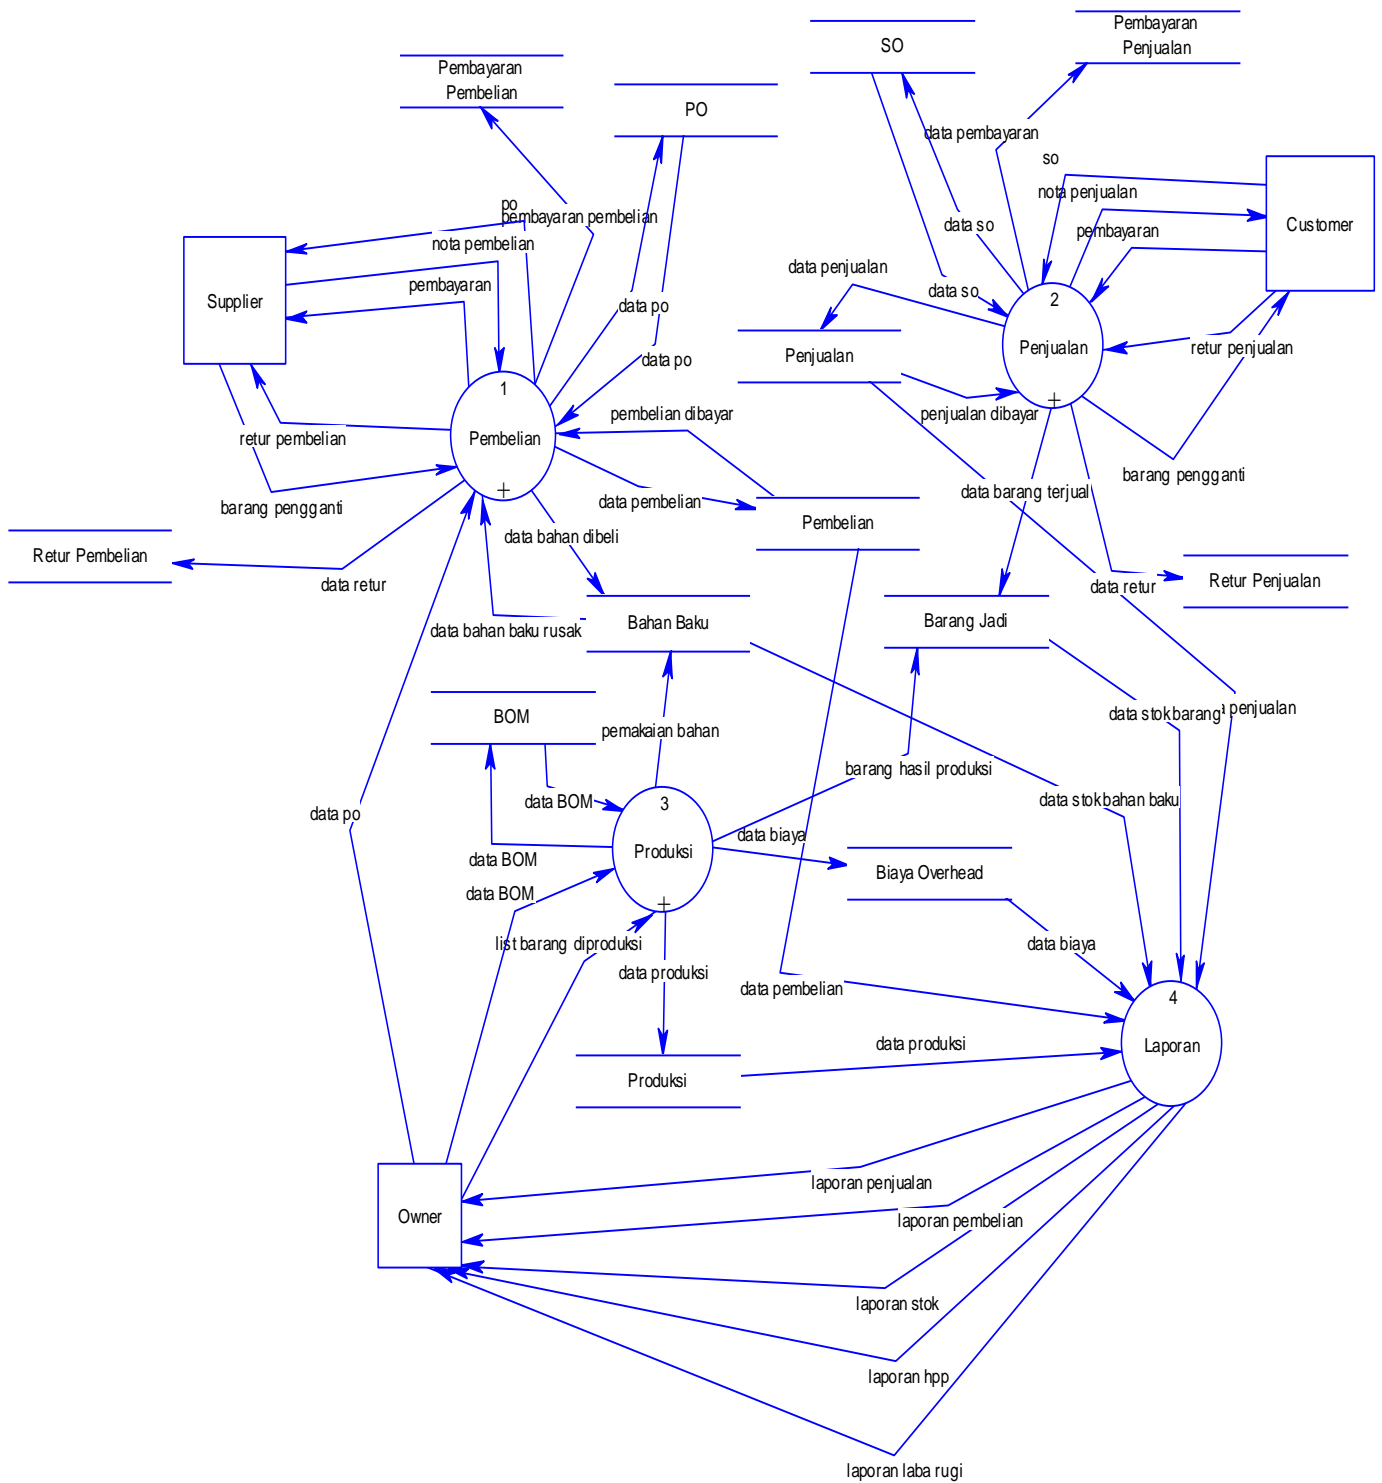 Pembayaran
Penjualan
SO
Pembayaran
Pembelian
PO
data pembayaran
so
nota penjualan
pembayaran
Customer
po
pembayaran pembelian
nota pembelian
pembayaran
Supplier
data so
data penjualan
data so
data po
2
Penjualan
Penjualan
retur penjualan
data po
1
Pembelian
pembelian dibayar
penjualan dibayar
retur pembelian
barang pengganti
barang pengganti
data pembelian
data barang terjual
Pembelian
data bahan dibeli
Retur Pembelian
data retur
data retur
Retur Penjualan
Bahan Baku
Barang Jadi
data bahan baku rusak
BOM
pemakaian bahan
data stok barang
penjualan
barang hasil produksi
data BOM
data stok bahan baku
data po
3
Produksi
data biaya
data BOM
Biaya Overhead
data BOM
list barang diproduksi
data biaya
data produksi
data pembelian
4
Laporan
data produksi
Produksi
laporan penjualan
Owner
laporan pembelian
laporan stok
laporan hpp
laporan laba rugi